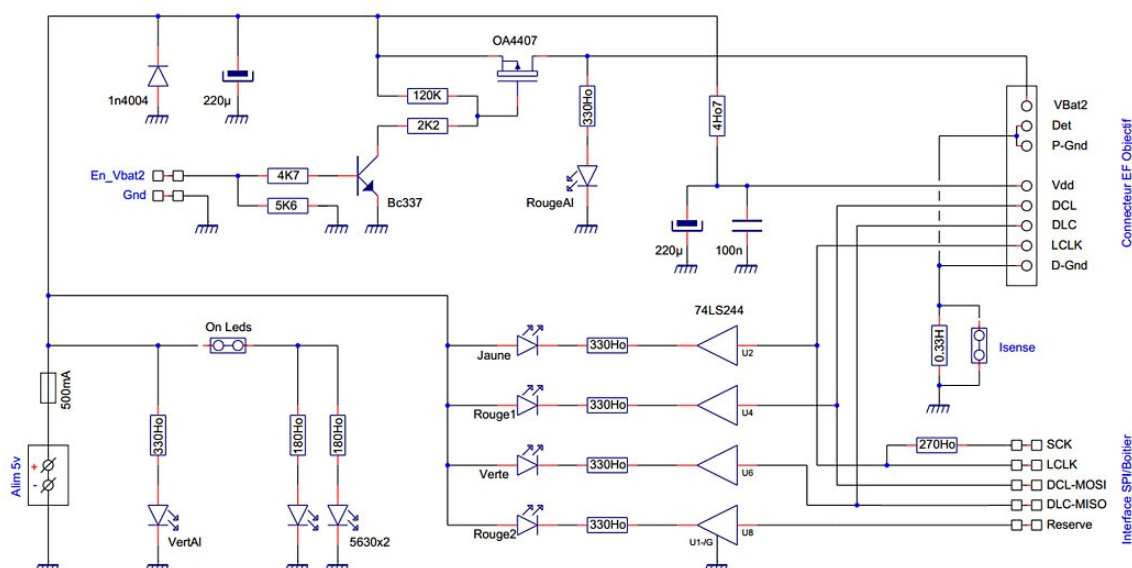 OA4407
1n4004
220µ
120K
2K2
330Ho
4Ho7
VBat2
Det
P-Gnd
Vdd
DCL
DLC
LCLK
D-Gnd
Connecteur EF Objectif
En_Vbat2
Gnd
4K7
5K6
Bc337
RougeAl
220µ
100n
74LS244
On Leds
Jaune
330Ho
U2
0.33H
Isense
500mA
Rouge1
330Ho
U4
330Ho
180Ho
180Ho
270Ho
SCK
Alim 5v
+
-
Verte
330Ho
U6
LCLK
DCL-MOSI
DLC-MISO
Reserve
Interface SPI/Boitier
VertAl
5630x2
Rouge2
330Ho
U8
U1-/G